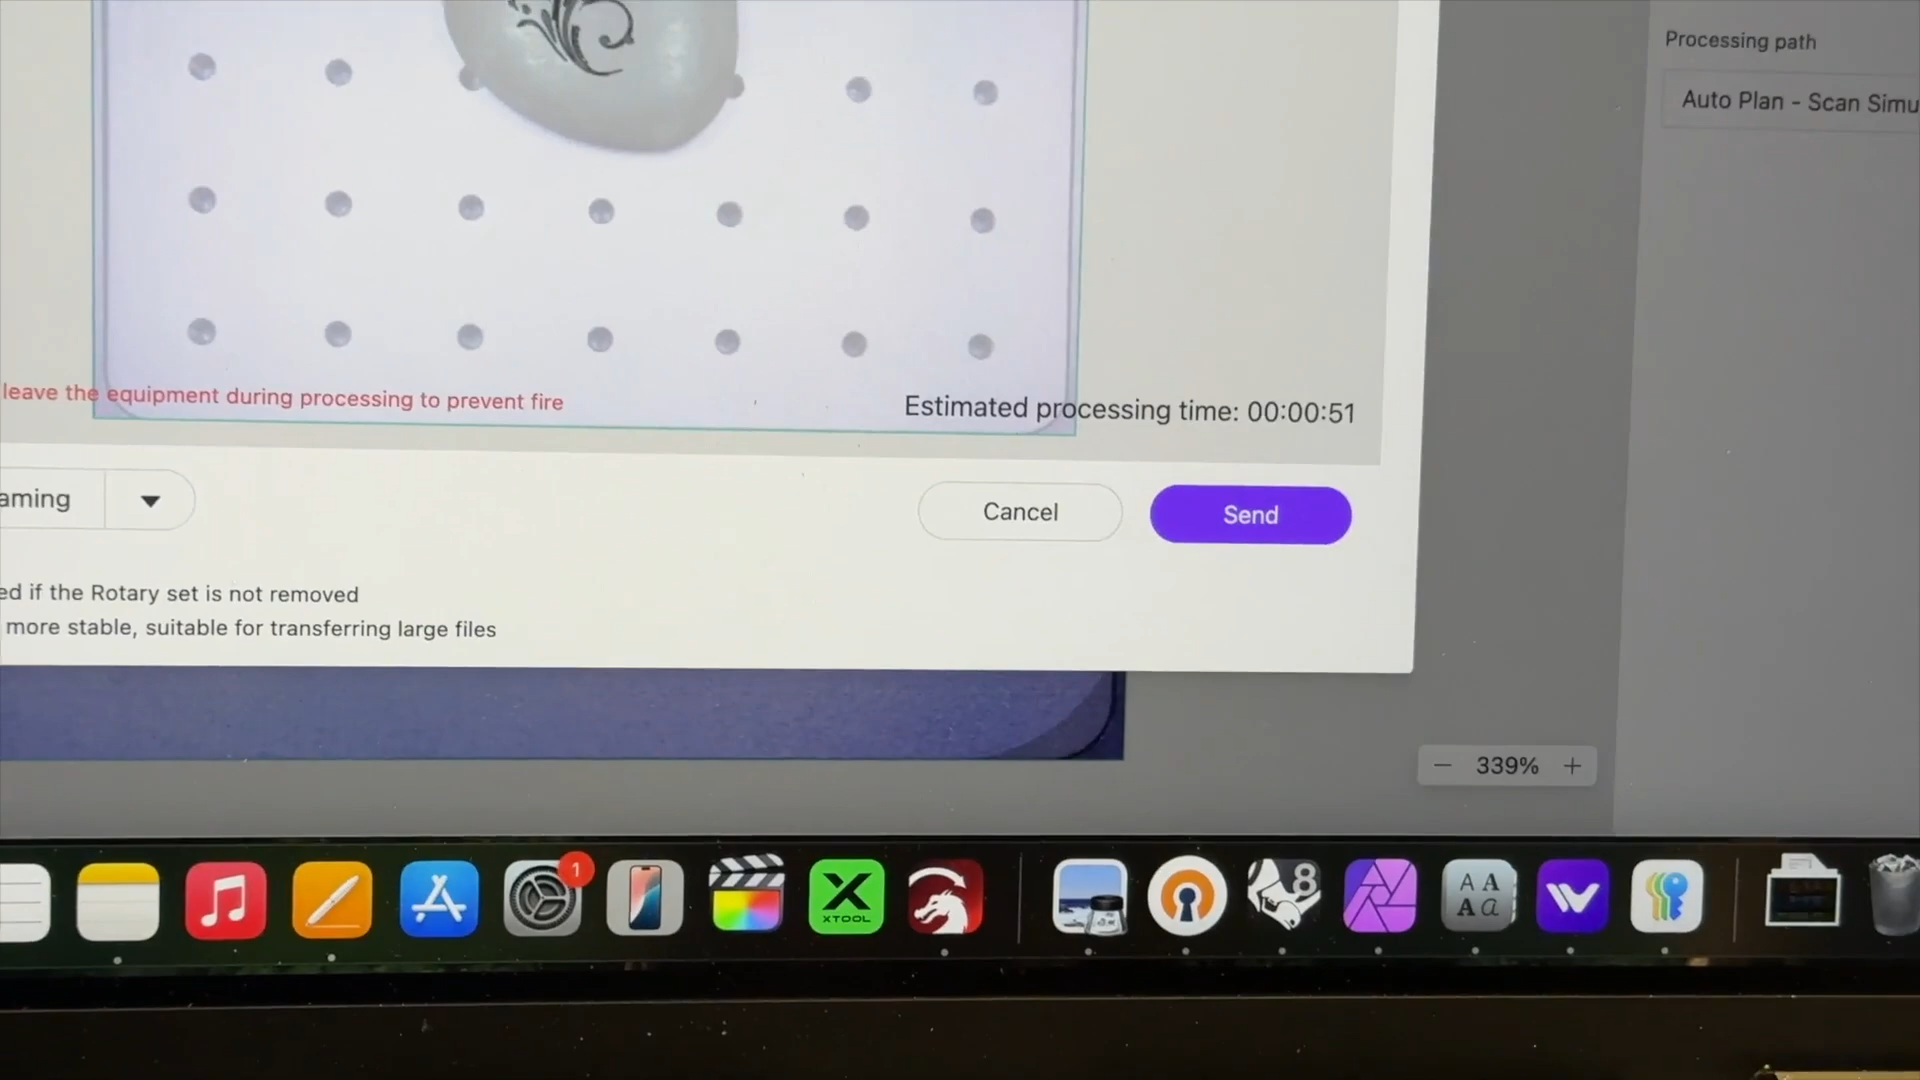 Processing path
Auto Plan - Scan Simu
leave the equipment during processing to prevent fire
Estimated processing time: 00:00:51
aming
Cancel
Send
ed if the Rotary set is not removed
more stable, suitable for transferring large files
339%
1
XTOOL
8
A A
A a